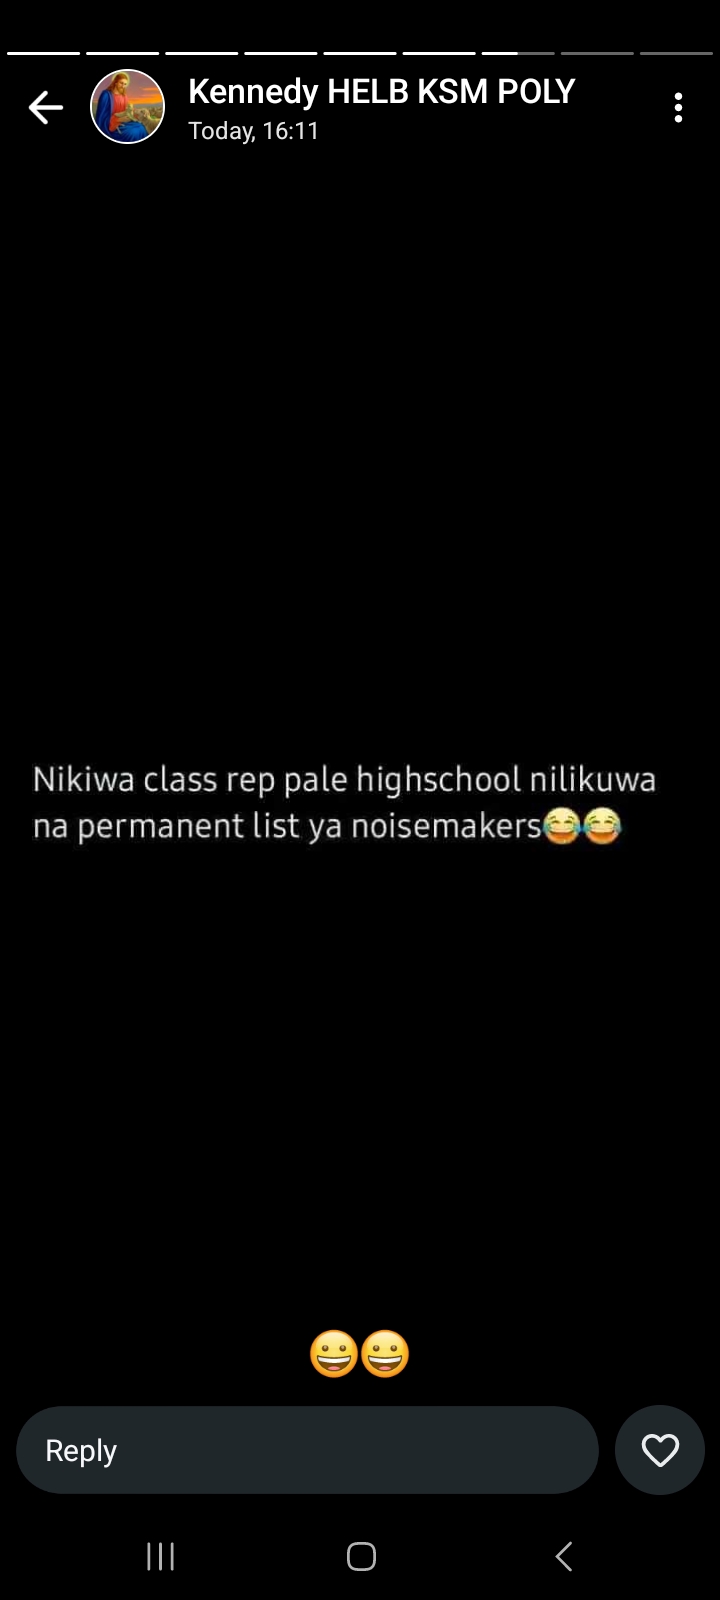 Kennedy HELB KSM POLY
Today, 16:11
Nikiwa class rep pale highschool nilikuwa
na permanent list ya noisemakers😂😂
😀😀
Reply